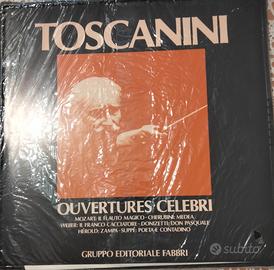 TOSCANINI
OUVERTURES CELEBRI
MOZART: IL FLAUTO MAGICO - CHERUBINI: MEDEA
WEBER: IL FRANCO CACCIATORE - DONIZETTI: DON PASQUALE
HÉROLD: ZAMPA - SUPPÉ: POETA E CONTADINO
GRUPPO EDITORIALE FABBRI
subito